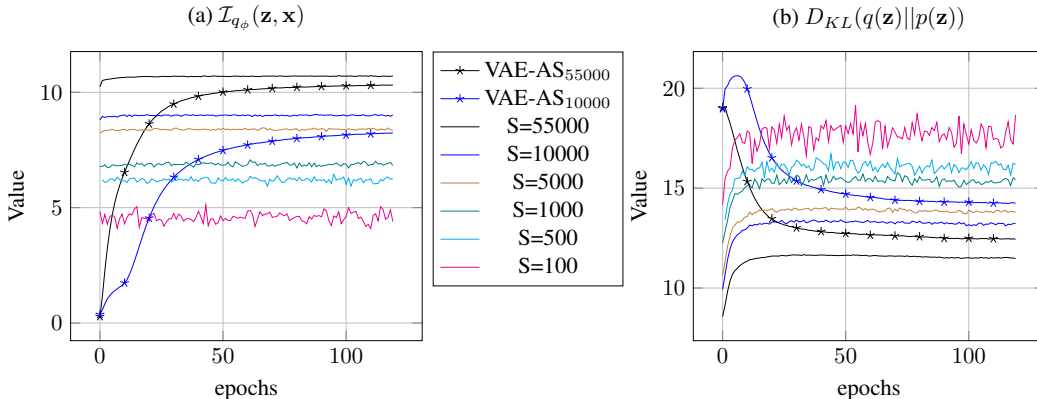 (a) $\mathcal{I}_{q_\phi}(\mathbf{z}, \mathbf{x})$
Value
10
5
0
0
50
100
epochs
VAE-AS$_{55000}$
VAE-AS$_{10000}$
S=55000
S=10000
S=5000
S=1000
S=500
S=100
(b) $D_{KL}(q(\mathbf{z})||p(\mathbf{z}))$
Value
20
15
10
0
50
100
epochs